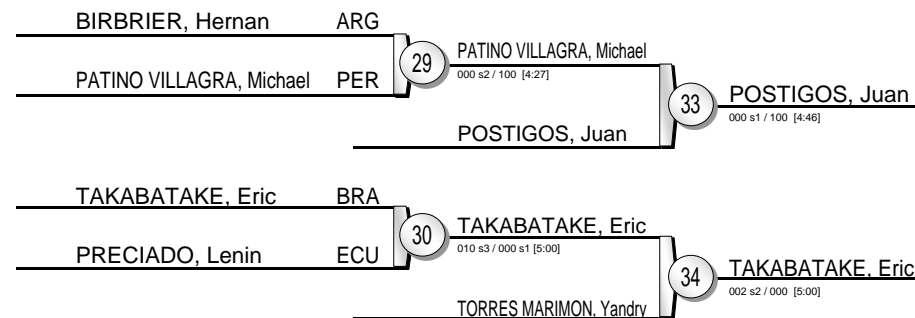 BIRBRIER, Hernan ARG
PATINO VILLAGRA, Michael PER
29
PATINO VILLAGRA, Michael
000 s2 / 100 [4:27]
POSTIGOS, Juan
33
POSTIGOS, Juan
000 s1 / 100 [4:46]
TAKABATAKE, Eric BRA
PRECIADO, Lenin ECU
30
TAKABATAKE, Eric
010 s3 / 000 s1 [5:00]
TORRES MARIMON, Yandry
34
TAKABATAKE, Eric
002 s2 / 000 [5:00]